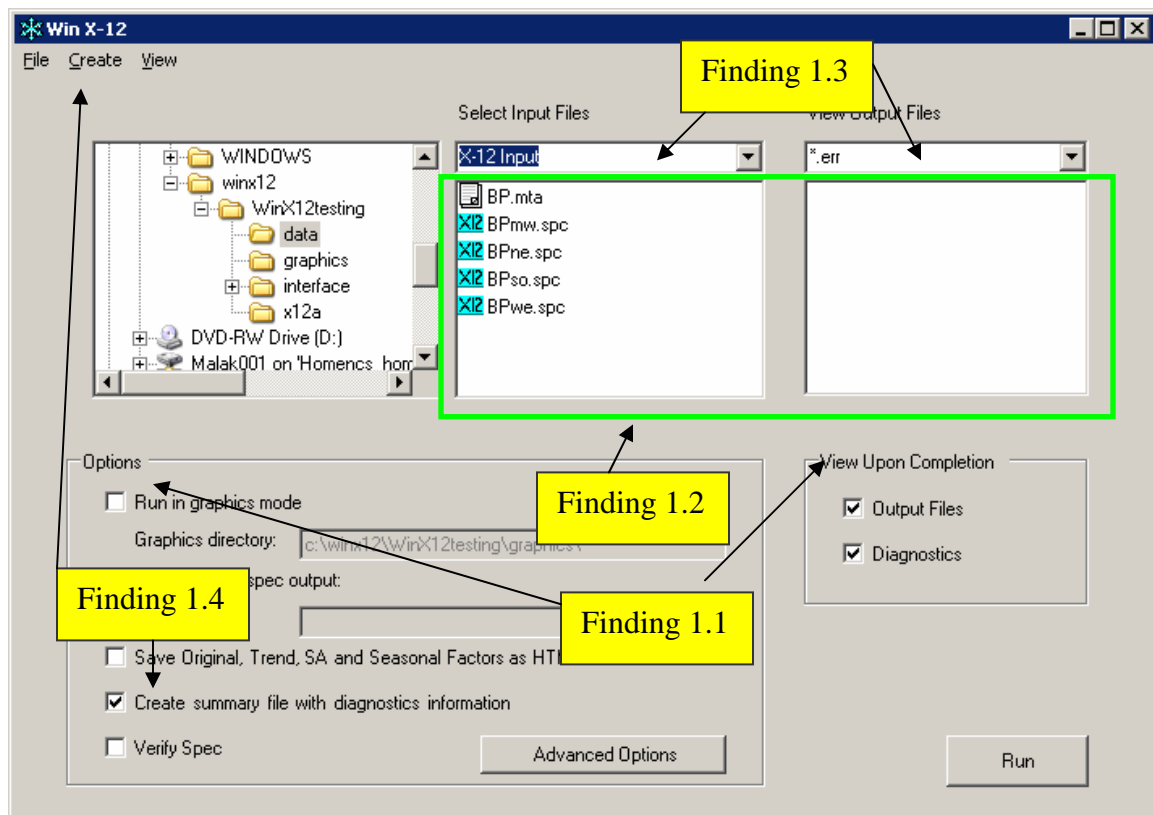 Win X-12
File Create View
Finding 1.3
Select Input Files
View Output Files
WINDOWS
winx12
WinX12testing
data
graphics
interface
x12a
DVD-RW Drive (D:)
Malak001 on 'Homencs_hom
X-12 Input
BP.mta
X12 BPmw.spc
X12 BPne.spc
X12 BPso.spc
X12 BPwe.spc
*.err
Options
Run in graphics mode
Graphics directory: c:\winx12\WinX12testing\graphics\
Finding 1.2
spec output:
Finding 1.4
Finding 1.1
Save Original, Trend, SA and Seasonal Factors as
Create summary file with diagnostics information
Verify Spec
Advanced Options
View Upon Completion
Output Files
Diagnostics
Run